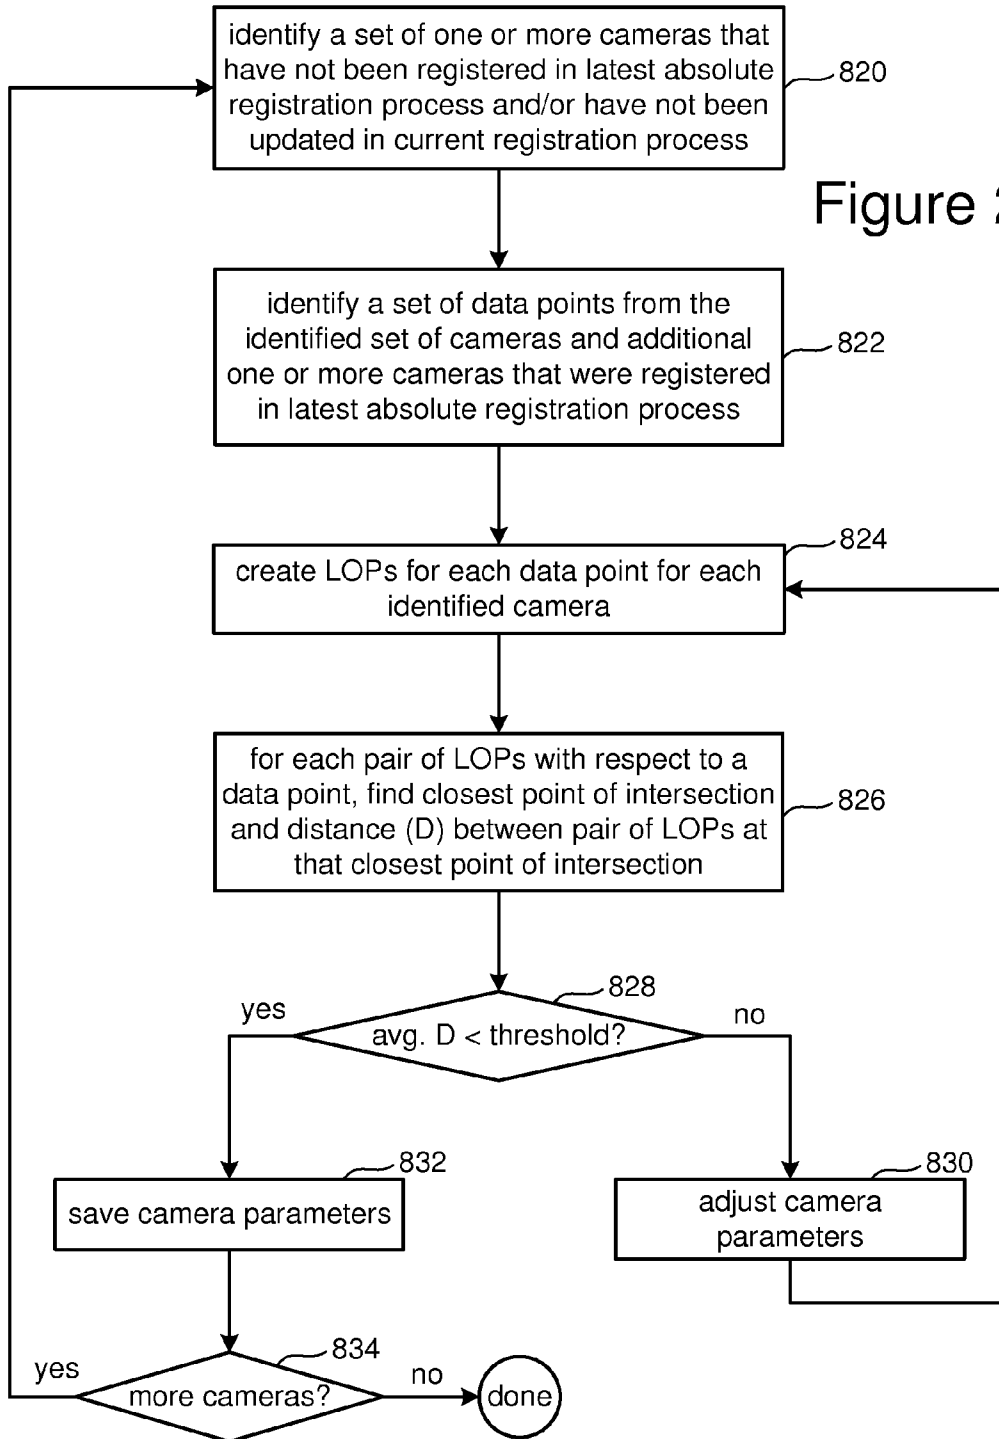 identify a set of one or more cameras that
have not been registered in latest absolute
registration process and/or have not been
updated in current registration process
820
Figure 2
identify a set of data points from the
identified set of cameras and additional
one or more cameras that were registered
in latest absolute registration process
822
824
create LOPs for each data point for each
identified camera
for each pair of LOPs with respect to a
data point, find closest point of intersection
and distance (D) between pair of LOPs at
that closest point of intersection
826
828
yes
avg. D < threshold?
no
832
save camera parameters
830
adjust camera
parameters
834
yes
more cameras?
no
done